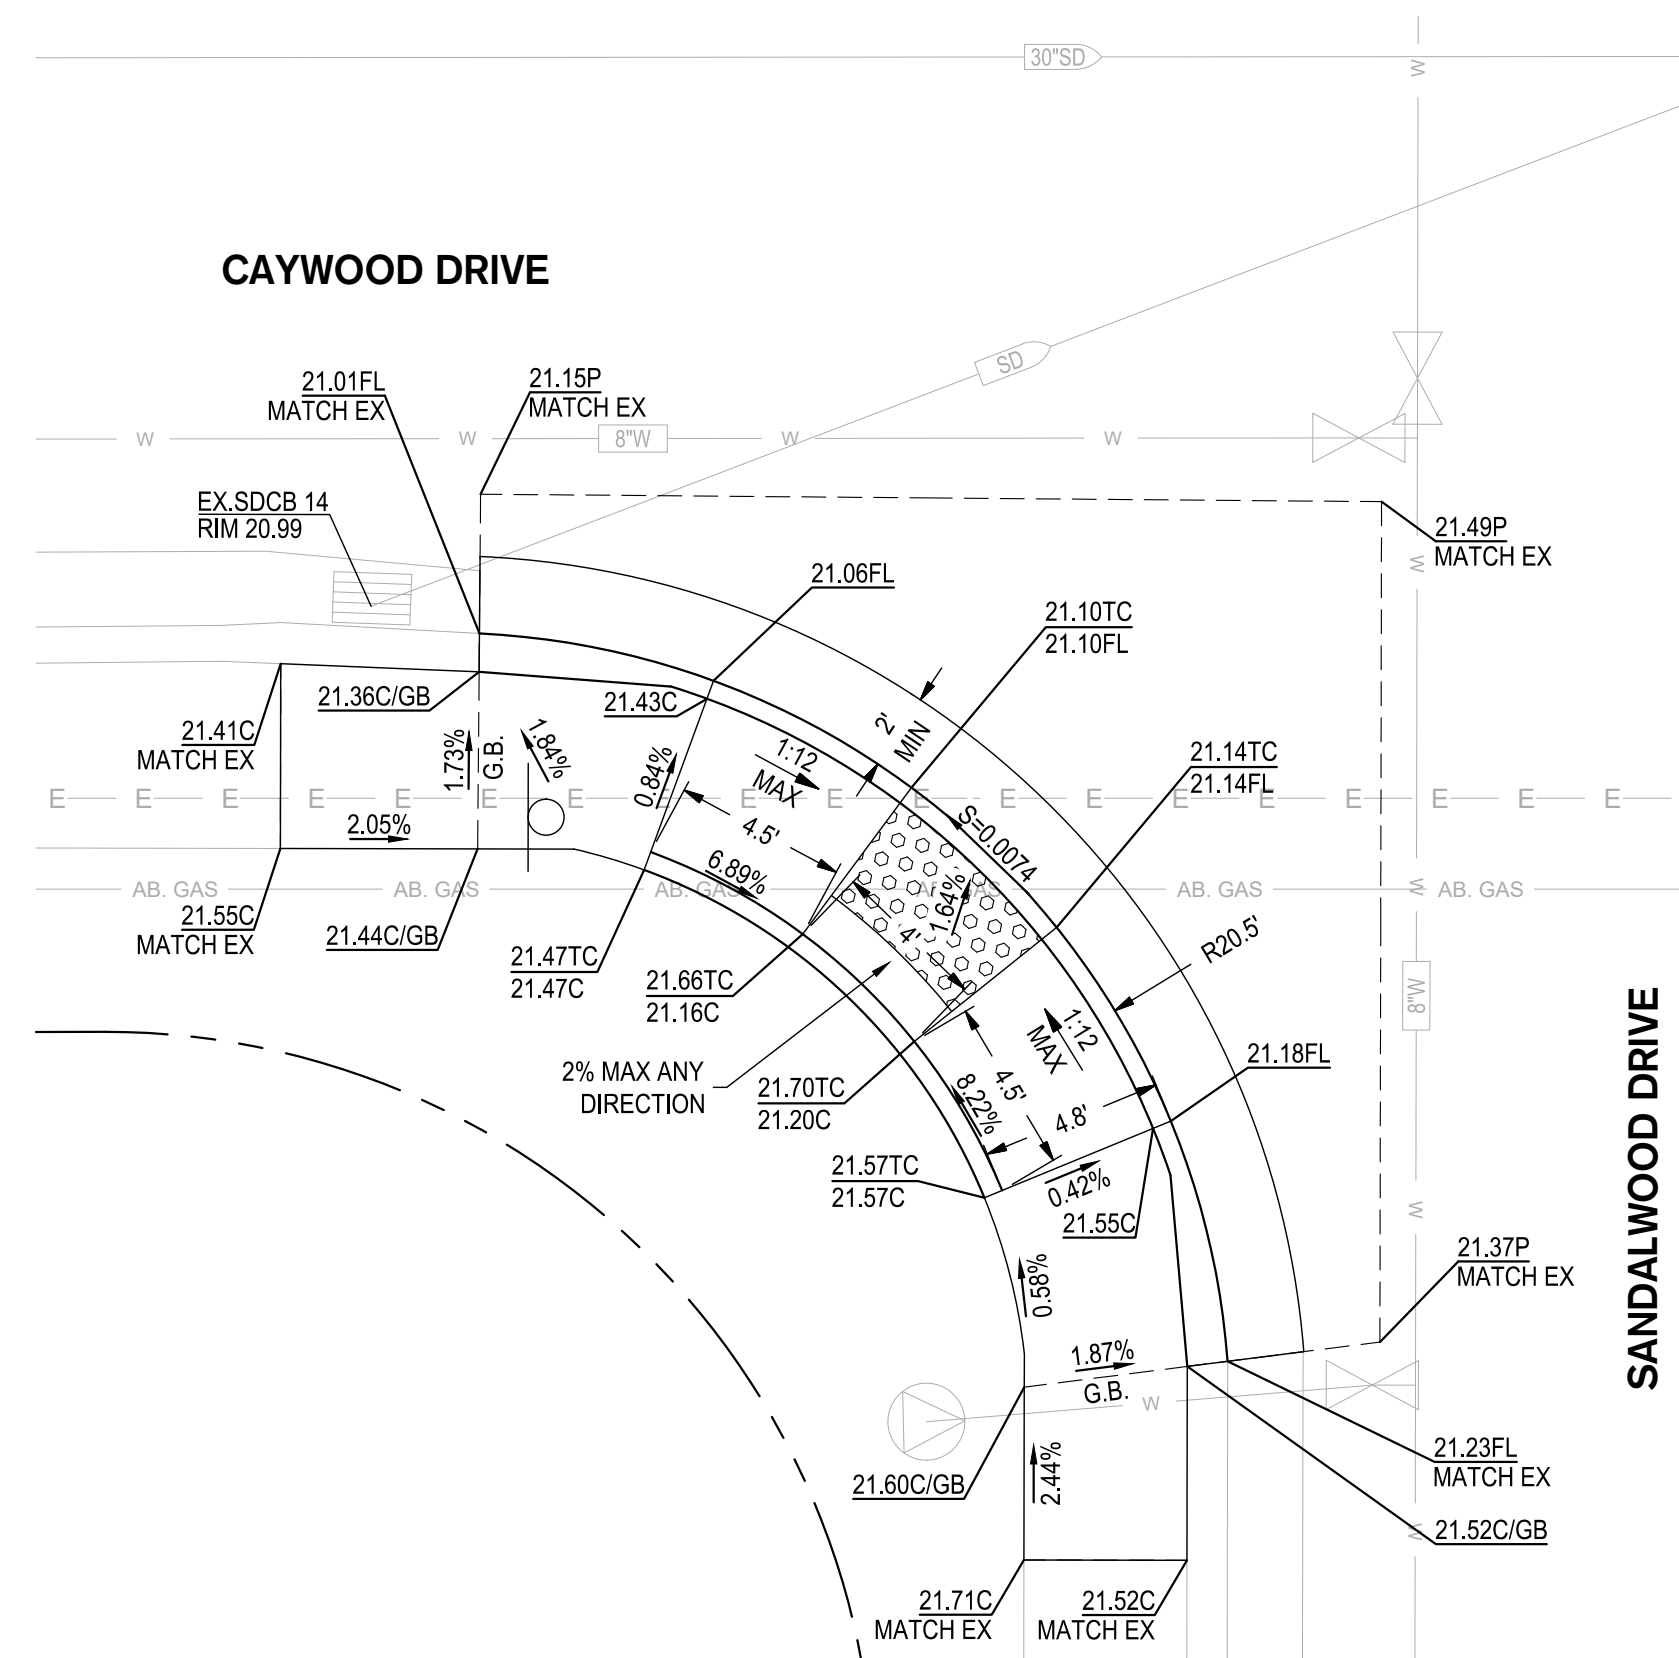 30"SD
W
CAYWOOD DRIVE
SD
21.01FL
MATCH EX
21.15P
MATCH EX
W
W
8"W
W
W
EX.SDCB 14
RIM 20.99
21.49P
MATCH EX
W
21.06FL
21.10TC
21.10FL
21.36C/GB
21.43C
2'
MIN
21.41C
MATCH EX
1.73%
G.B.
1.84%
0.84%
1:12
MAX
21.14TC
21.14FL
E E E E E E E E E E E E E E E E E E E
2.05%
4.5'
S=0.0074
6.89%
1.64%
AB. GAS
AB. GAS
AB. GAS
AB. GAS
AB. GAS
AB. GAS
W
21.55C
MATCH EX
21.44C/GB
4'
R20.5'
21.47TC
21.47C
21.66TC
21.16C
8"W
1:12
MAX
2% MAX ANY
DIRECTION
21.70TC
21.20C
4.5'
8.22%
4.8'
21.18FL
SANDALWOOD DRIVE
21.57TC
21.57C
0.42%
21.55C
W
0.58%
21.37P
MATCH EX
1.87%
G.B.
W
21.60C/GB
2.44%
21.23FL
MATCH EX
21.52C/GB
W
21.71C
MATCH EX
21.52C
MATCH EX